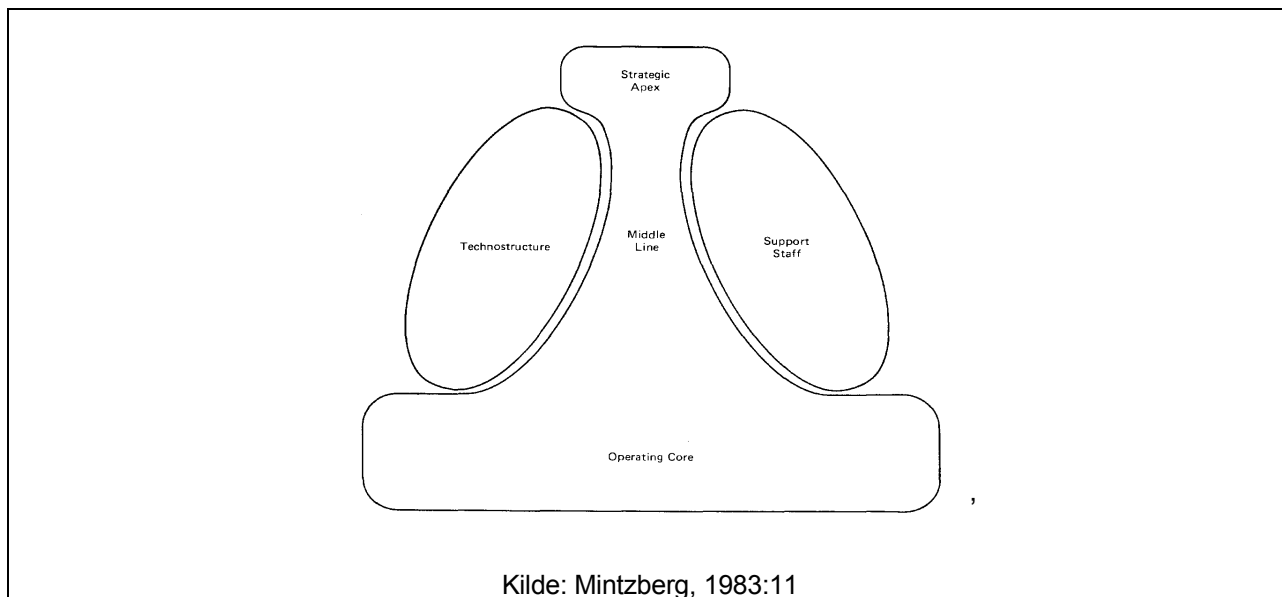 Strategic
Apex
Technostructure
Middle
Line
Support
Staff
Operating Core
,
Kilde: Mintzberg, 1983:11